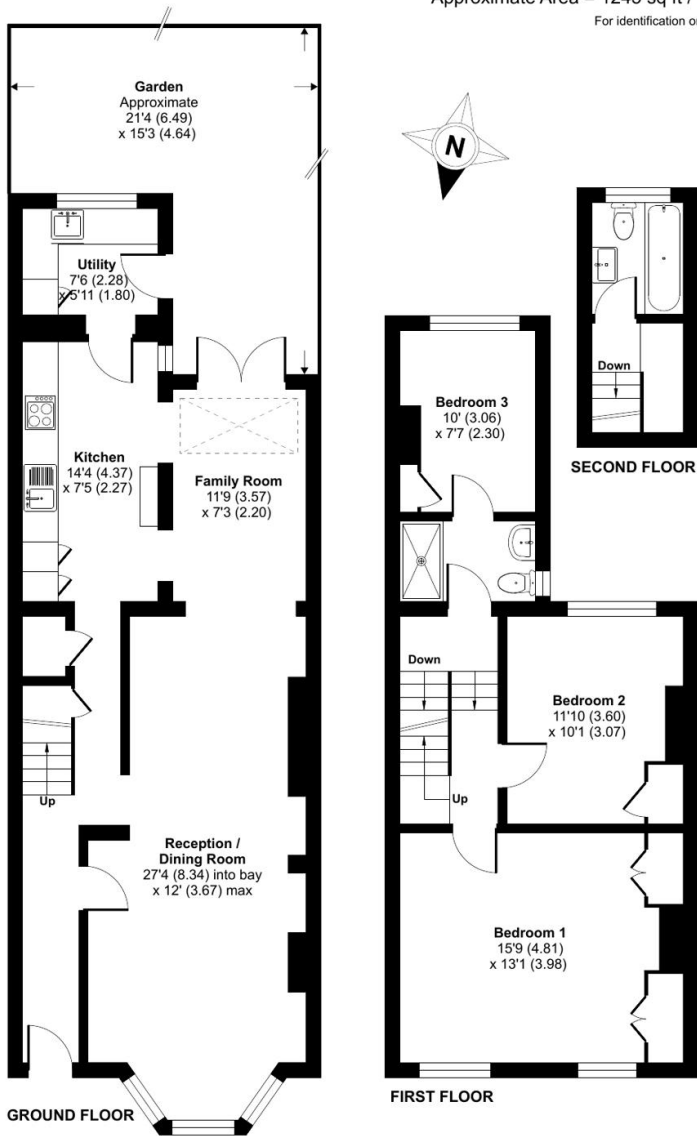 Approximate Area = 1245 sq ft /
For identification on
Garden
Approximate
21'4 (6.49)
x 15'3 (4.64)
N
Utility
7'6 (2.28)
x 5'11 (1.80)
Down
SECOND FLOOR
Kitchen
14'4 (4.37)
x 7'5 (2.27)
Family Room
11'9 (3.57)
x 7'3 (2.20)
Bedroom 3
10' (3.06)
x 7'7 (2.30)
Down
Up
Bedroom 2
11'10 (3.60)
x 10'1 (3.07)
Up
Reception /
Dining Room
27'4 (8.34) into bay
x 12' (3.67) max
Bedroom 1
15'9 (4.81)
x 13'1 (3.98)
GROUND FLOOR
FIRST FLOOR